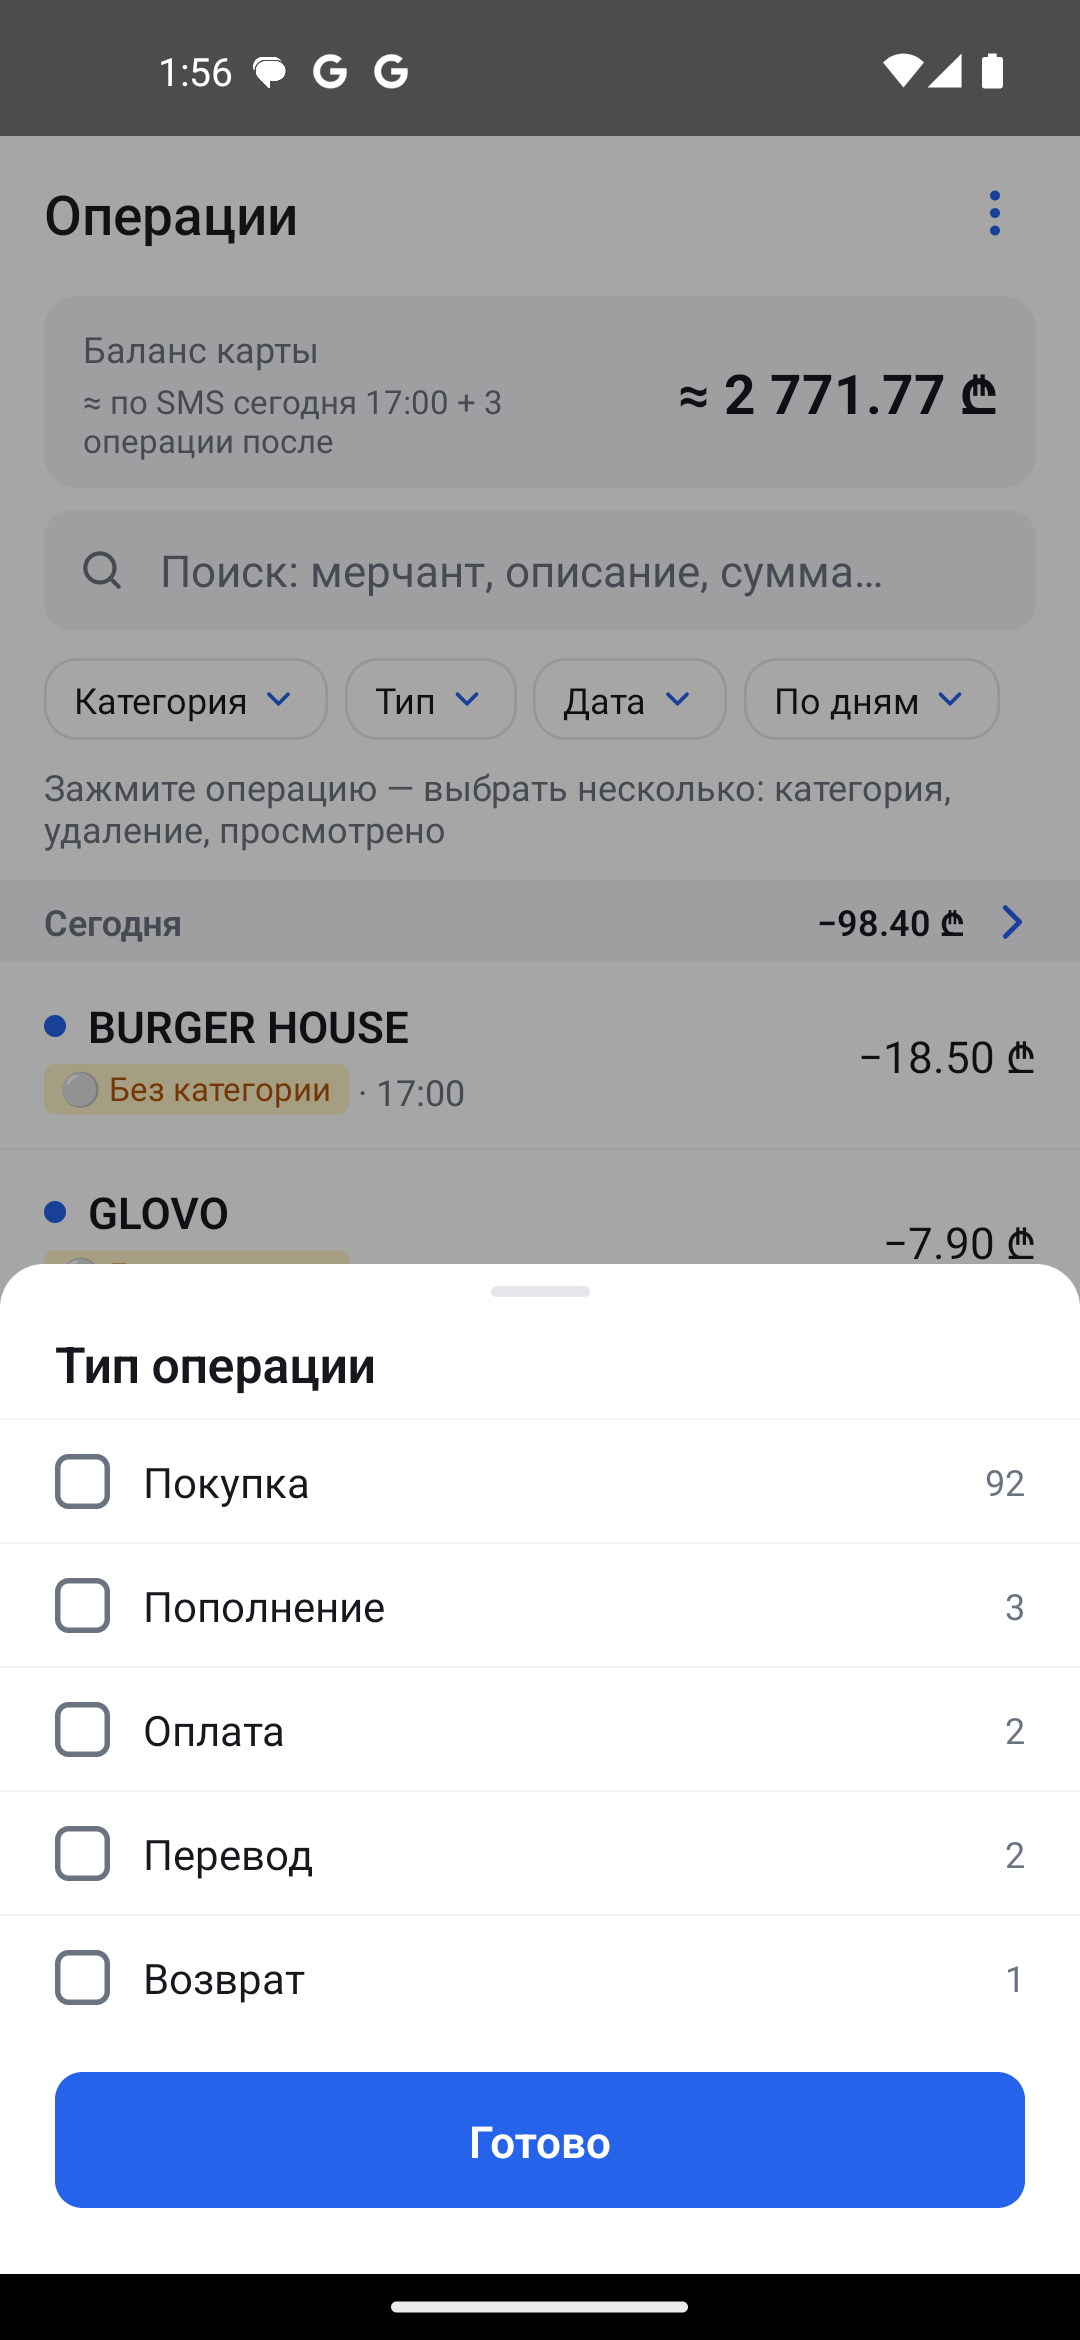 1:56
Операции
Баланс карты
≈ по SMS сегодня 17:00 + 3
операции после
≈ 2 771.77 ₾
Поиск: мерчант, описание, сумма…
Категория Тип Дата По дням
Зажмите операцию — выбрать несколько: категория,
удаление, просмотрено
Сегодня −98.40 ₾
BURGER HOUSE
−18.50 ₾
Без категории · 17:00
GLOVO
−7.90 ₾
Тип операции
Покупка 92
Пополнение 3
Оплата 2
Перевод 2
Возврат 1
Готово